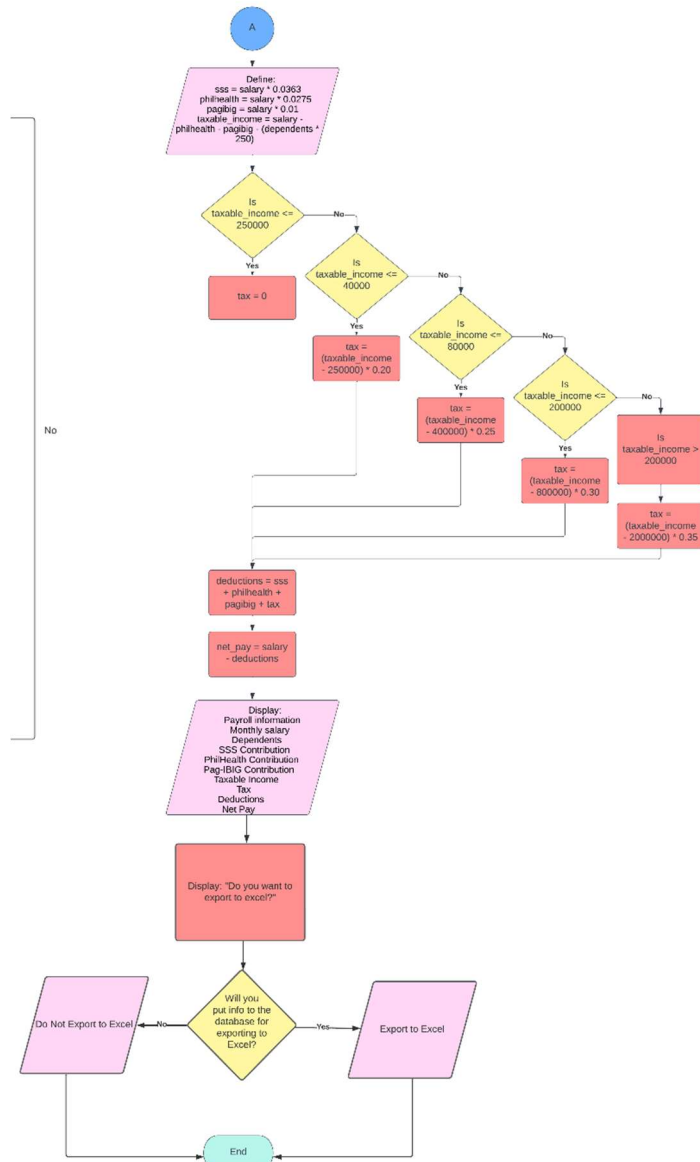 A
Define:
sss = salary * 0.0363
philhealth = salary * 0.0275
pagibig = salary * 0.01
taxable_income = salary -
philhealth - pagibig - (dependents *
250)
Is
taxable_income <=
250000
No
Yes
tax = 0
Is
taxable_income <=
40000
No
Yes
tax =
(taxable_income
- 250000) * 0.20
Is
taxable_income <=
80000
No
Yes
tax =
(taxable_income
- 400000) * 0.25
Is
taxable_income <=
200000
No
Yes
tax =
(taxable_income
- 800000) * 0.30
Is
taxable_income >
200000
tax =
(taxable_income
- 2000000) * 0.35
No
deductions = sss
+ philhealth +
pagibig + tax
net_pay = salary
- deductions
Display:
Payroll information
Monthly salary
Dependents
SSS Contribution
PhilHealth Contribution
Pag-IBIG Contribution
Taxable Income
Tax
Deductions
Net Pay
Display: "Do you want to
export to excel?"
Will you
put info to the
database for
exporting to
Excel?
No
Do Not Export to Excel
Yes
Export to Excel
End